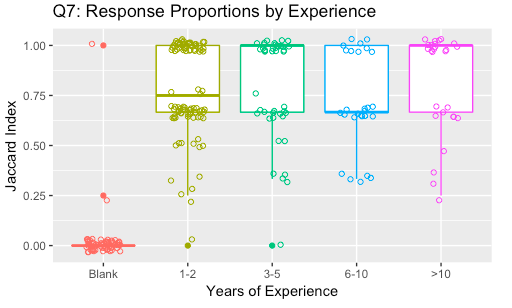 Q7: Response Proportions by Experience
1.00
0.75
0.50
0.25
0.00
Jaccard Index
Blank 1-2 3-5 6-10 >10
Years of Experience